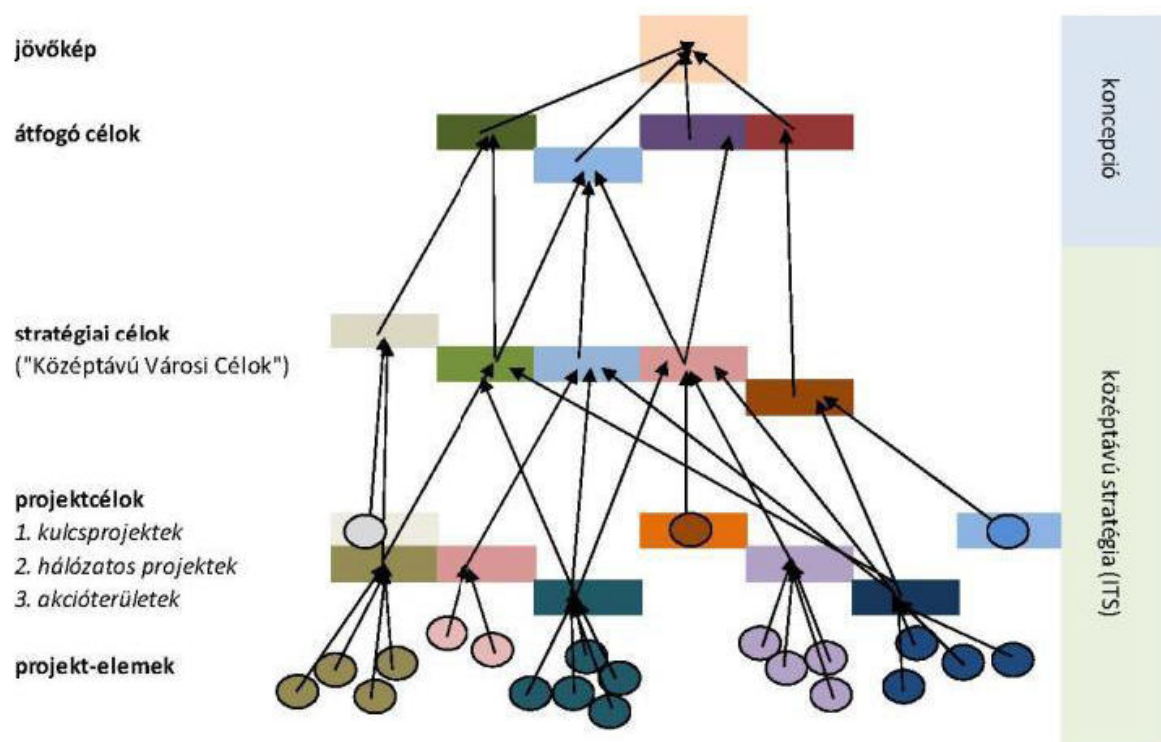 jövőkép
átfogó célok
koncepció
stratégiai célok
("Középtávú Városi Célok")
projektcélok
1. kulcsprojektek
2. hálózatos projektek
3. akcióterületek
középtávú stratégia (ITS)
projekt-elemek